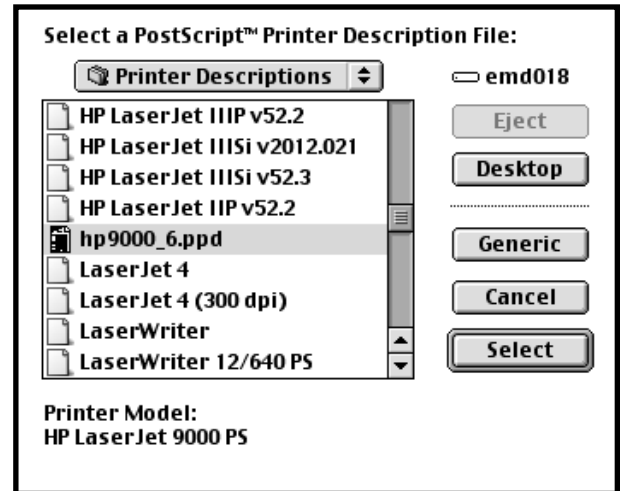 Select a PostScript™ Printer Description File:
Printer Descriptions
emd018
HP LaserJet IIIP v52.2
HP LaserJet IIISi v2012.021
HP LaserJet IIISi v52.3
HP LaserJet IIP v52.2
hp9000_6.ppd
LaserJet 4
LaserJet 4 (300 dpi)
LaserWriter
LaserWriter 12/640 PS
Eject
Desktop
Generic
Cancel
Select
Printer Model:
HP LaserJet 9000 PS